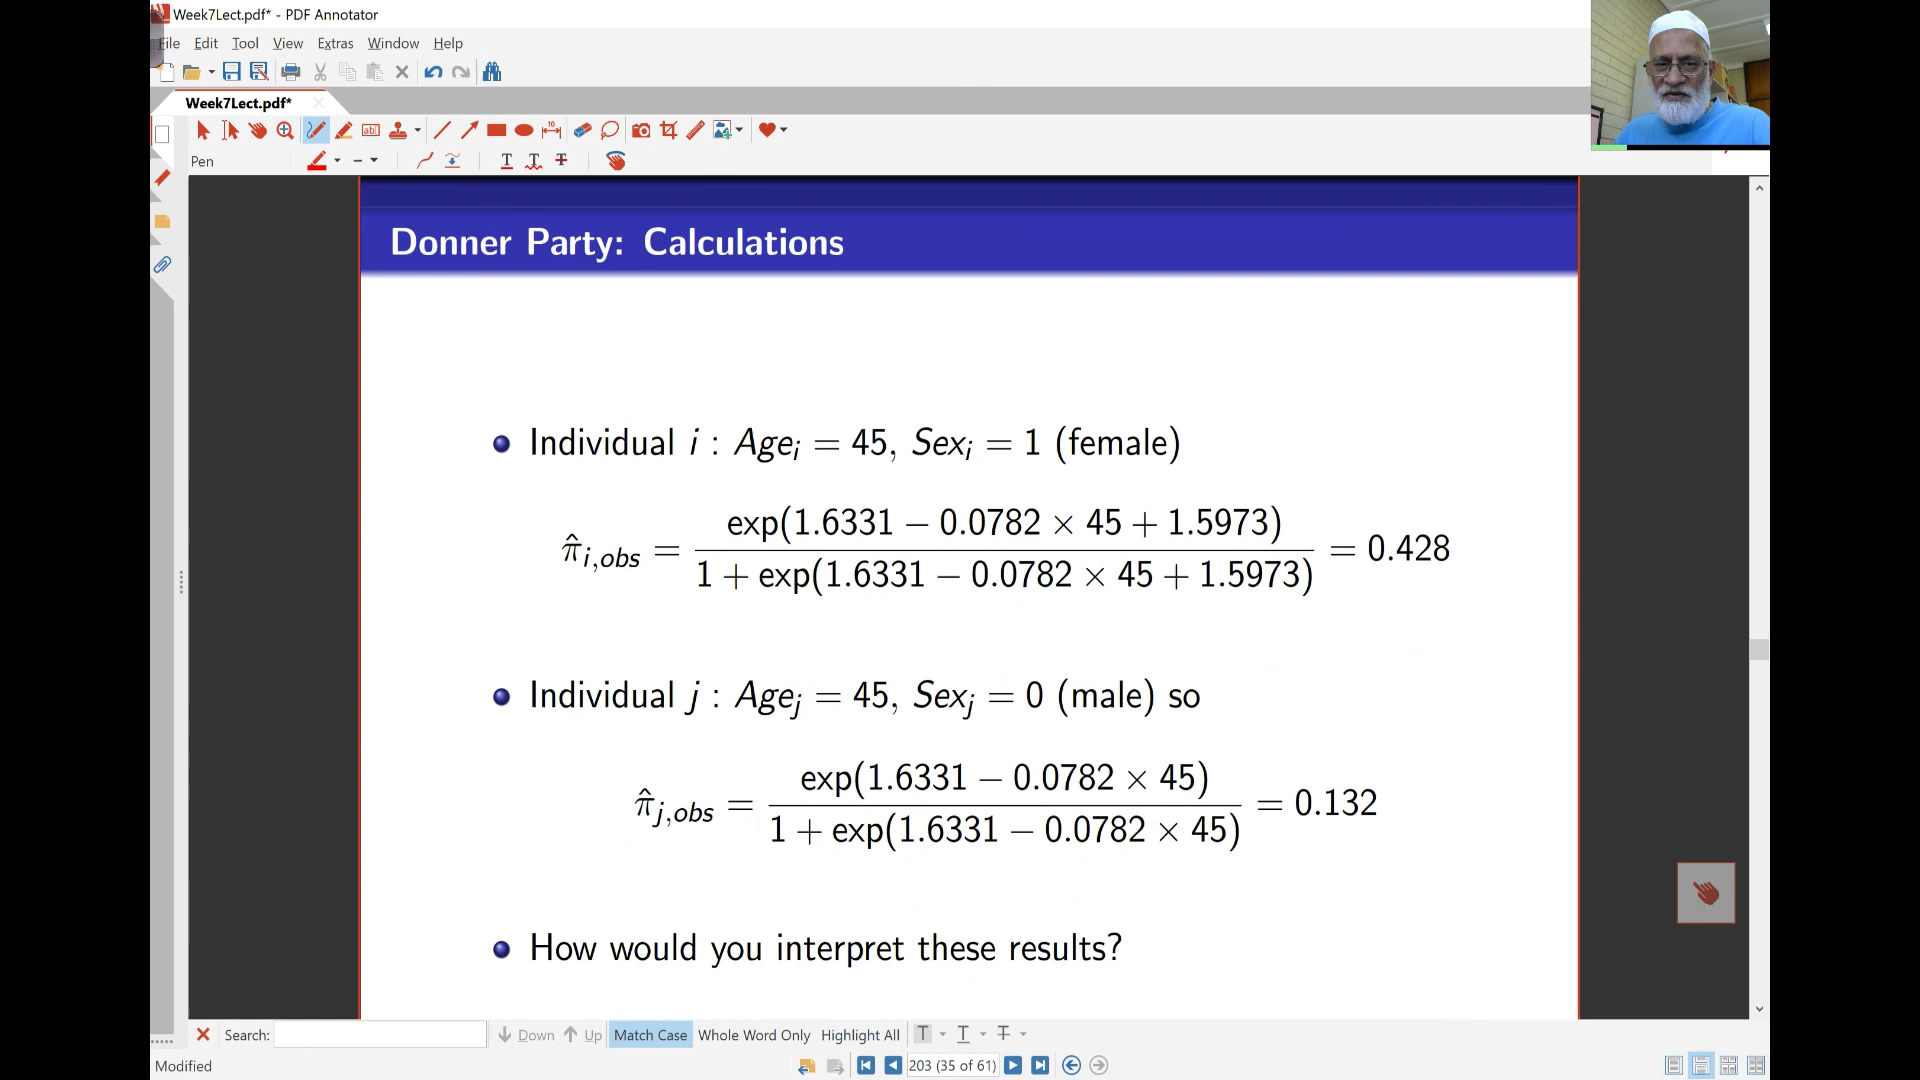 Week7Lect.pdf* - PDF Annotator
File Edit Tool View Extras Window Help
Week7Lect.pdf*
Pen
Donner Party: Calculations
Individual i : Age_i = 45, Sex_i = 1 (female)
π̂_{i,obs} = exp(1.6331 − 0.0782 × 45 + 1.5973) / 1 + exp(1.6331 − 0.0782 × 45 + 1.5973) = 0.428
Individual j : Age_j = 45, Sex_j = 0 (male) so
π̂_{j,obs} = exp(1.6331 − 0.0782 × 45) / 1 + exp(1.6331 − 0.0782 × 45) = 0.132
How would you interpret these results?
Search: Down Up Match Case Whole Word Only Highlight All T T T
Modified 203 (35 of 61)